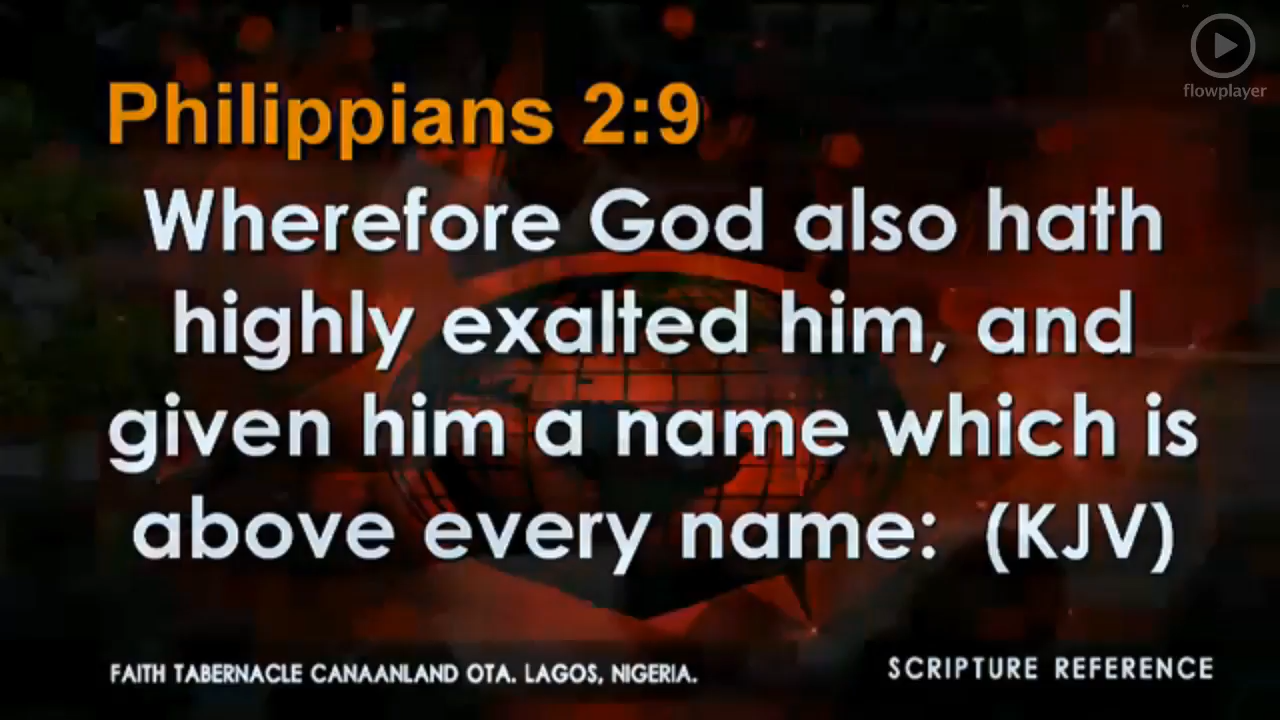 flowplayer
Philippians 2:9
Wherefore God also hath
highly exalted him, and
given him a name which is
above every name: (KJV)
FAITH TABERNACLE CANAANLAND OTA. LAGOS, NIGERIA.
SCRIPTURE REFERENCE